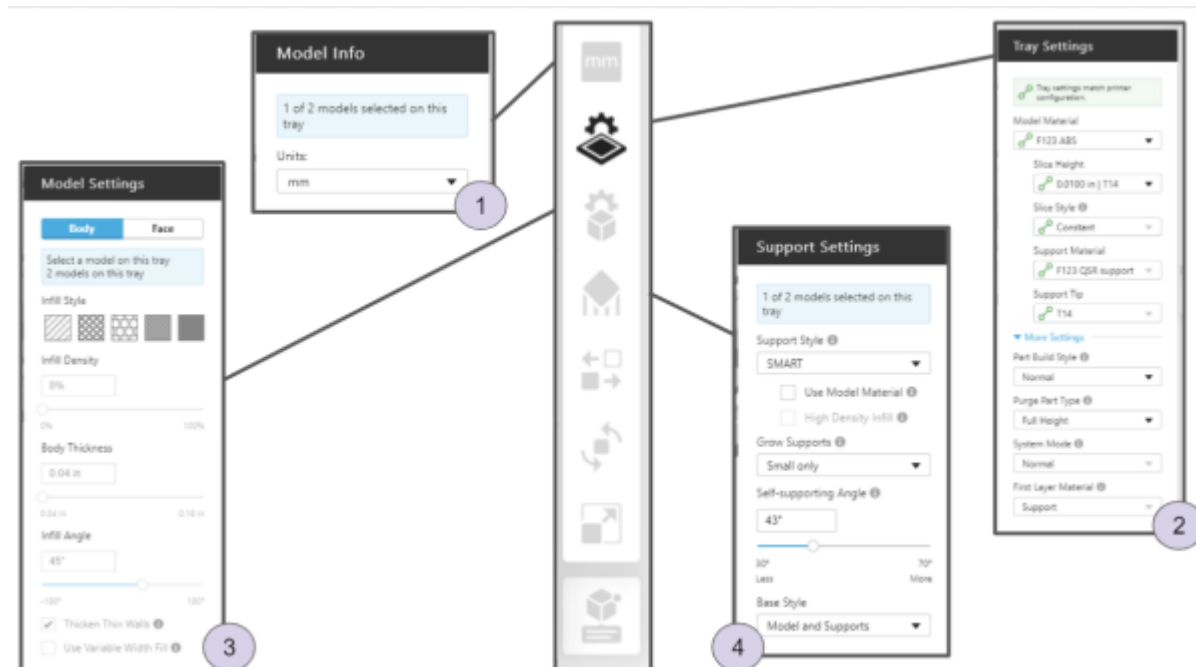 Model Info
1 of 2 models selected on this
tray
Units:
mm
1
mm
Tray Settings
Tray settings match printer
configuration.
Model Material
F123 ABS
Slice Height
0.0100 in | T14
Slice Style
Constant
Support Material
F123 QSR support
Support Tip
T14
More Settings
Part Build Style
Normal
Purge Part Type
Full Height
System Mode
Normal
First Layer Material
Support
2
Model Settings
Body Face
Select a model on this tray
2 models on this tray
Infill Style
Infill Density
0%
0% 100%
Body Thickness
0.04 in
0.04 in 0.18 in
Infill Angle
45°
-180° 180°
Thicken Thin Walls
Use Variable Width Fill
3
Support Settings
1 of 2 models selected on this
tray
Support Style
SMART
Use Model Material
High Density Infill
Grow Supports
Small only
Self-supporting Angle
43°
30° 70°
Less More
Base Style
Model and Supports
4